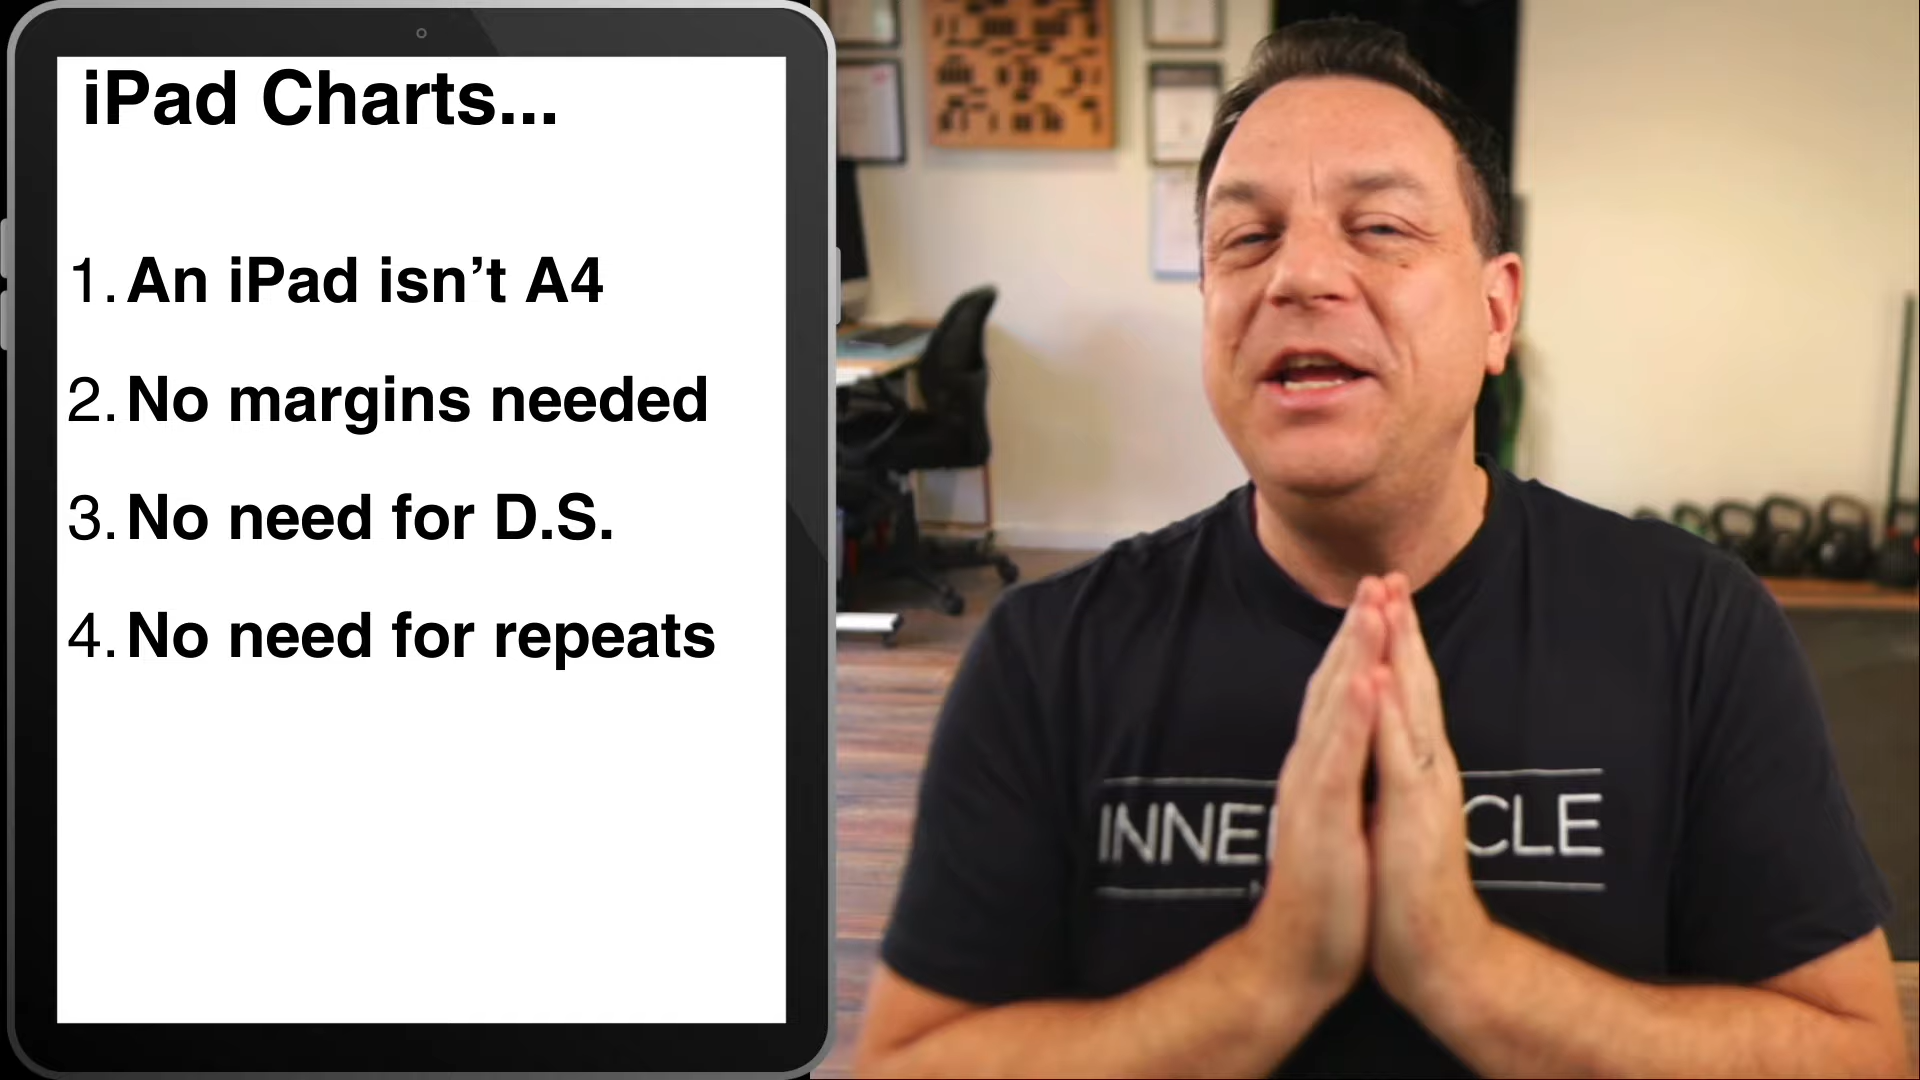 iPad Charts...
1. An iPad isn’t A4
2. No margins needed
3. No need for D.S.
4. No need for repeats